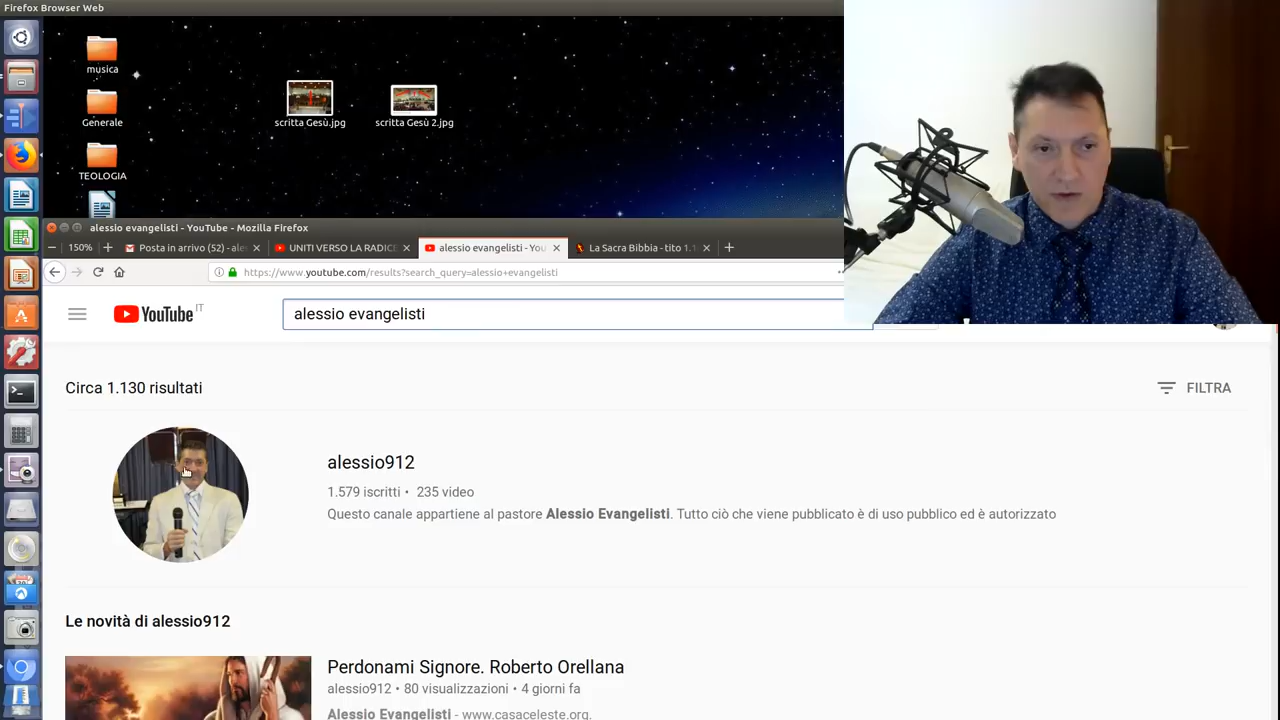 Firefox Browser Web
musica
Generale
TEOLOGIA
scritta Gesù.jpg
scritta Gesù 2.jpg
alessio evangelisti - YouTube - Mozilla Firefox
150%
Posta in arrivo (52) - ale
UNITI VERSO LA RADICE
alessio evangelisti - You
La Sacra Bibbia - tito 1.1
https://www.youtube.com/results?search_query=alessio+evangelisti
YouTube IT
alessio evangelisti
Circa 1.130 risultati
FILTRA
alessio912
1.579 iscritti • 235 video
Questo canale appartiene al pastore Alessio Evangelisti. Tutto ciò che viene pubblicato è di uso pubblico ed è autorizzato
Le novità di alessio912
Perdonami Signore. Roberto Orellana
alessio912 • 80 visualizzazioni • 4 giorni fa
Alessio Evangelisti - www.casaceleste.org.